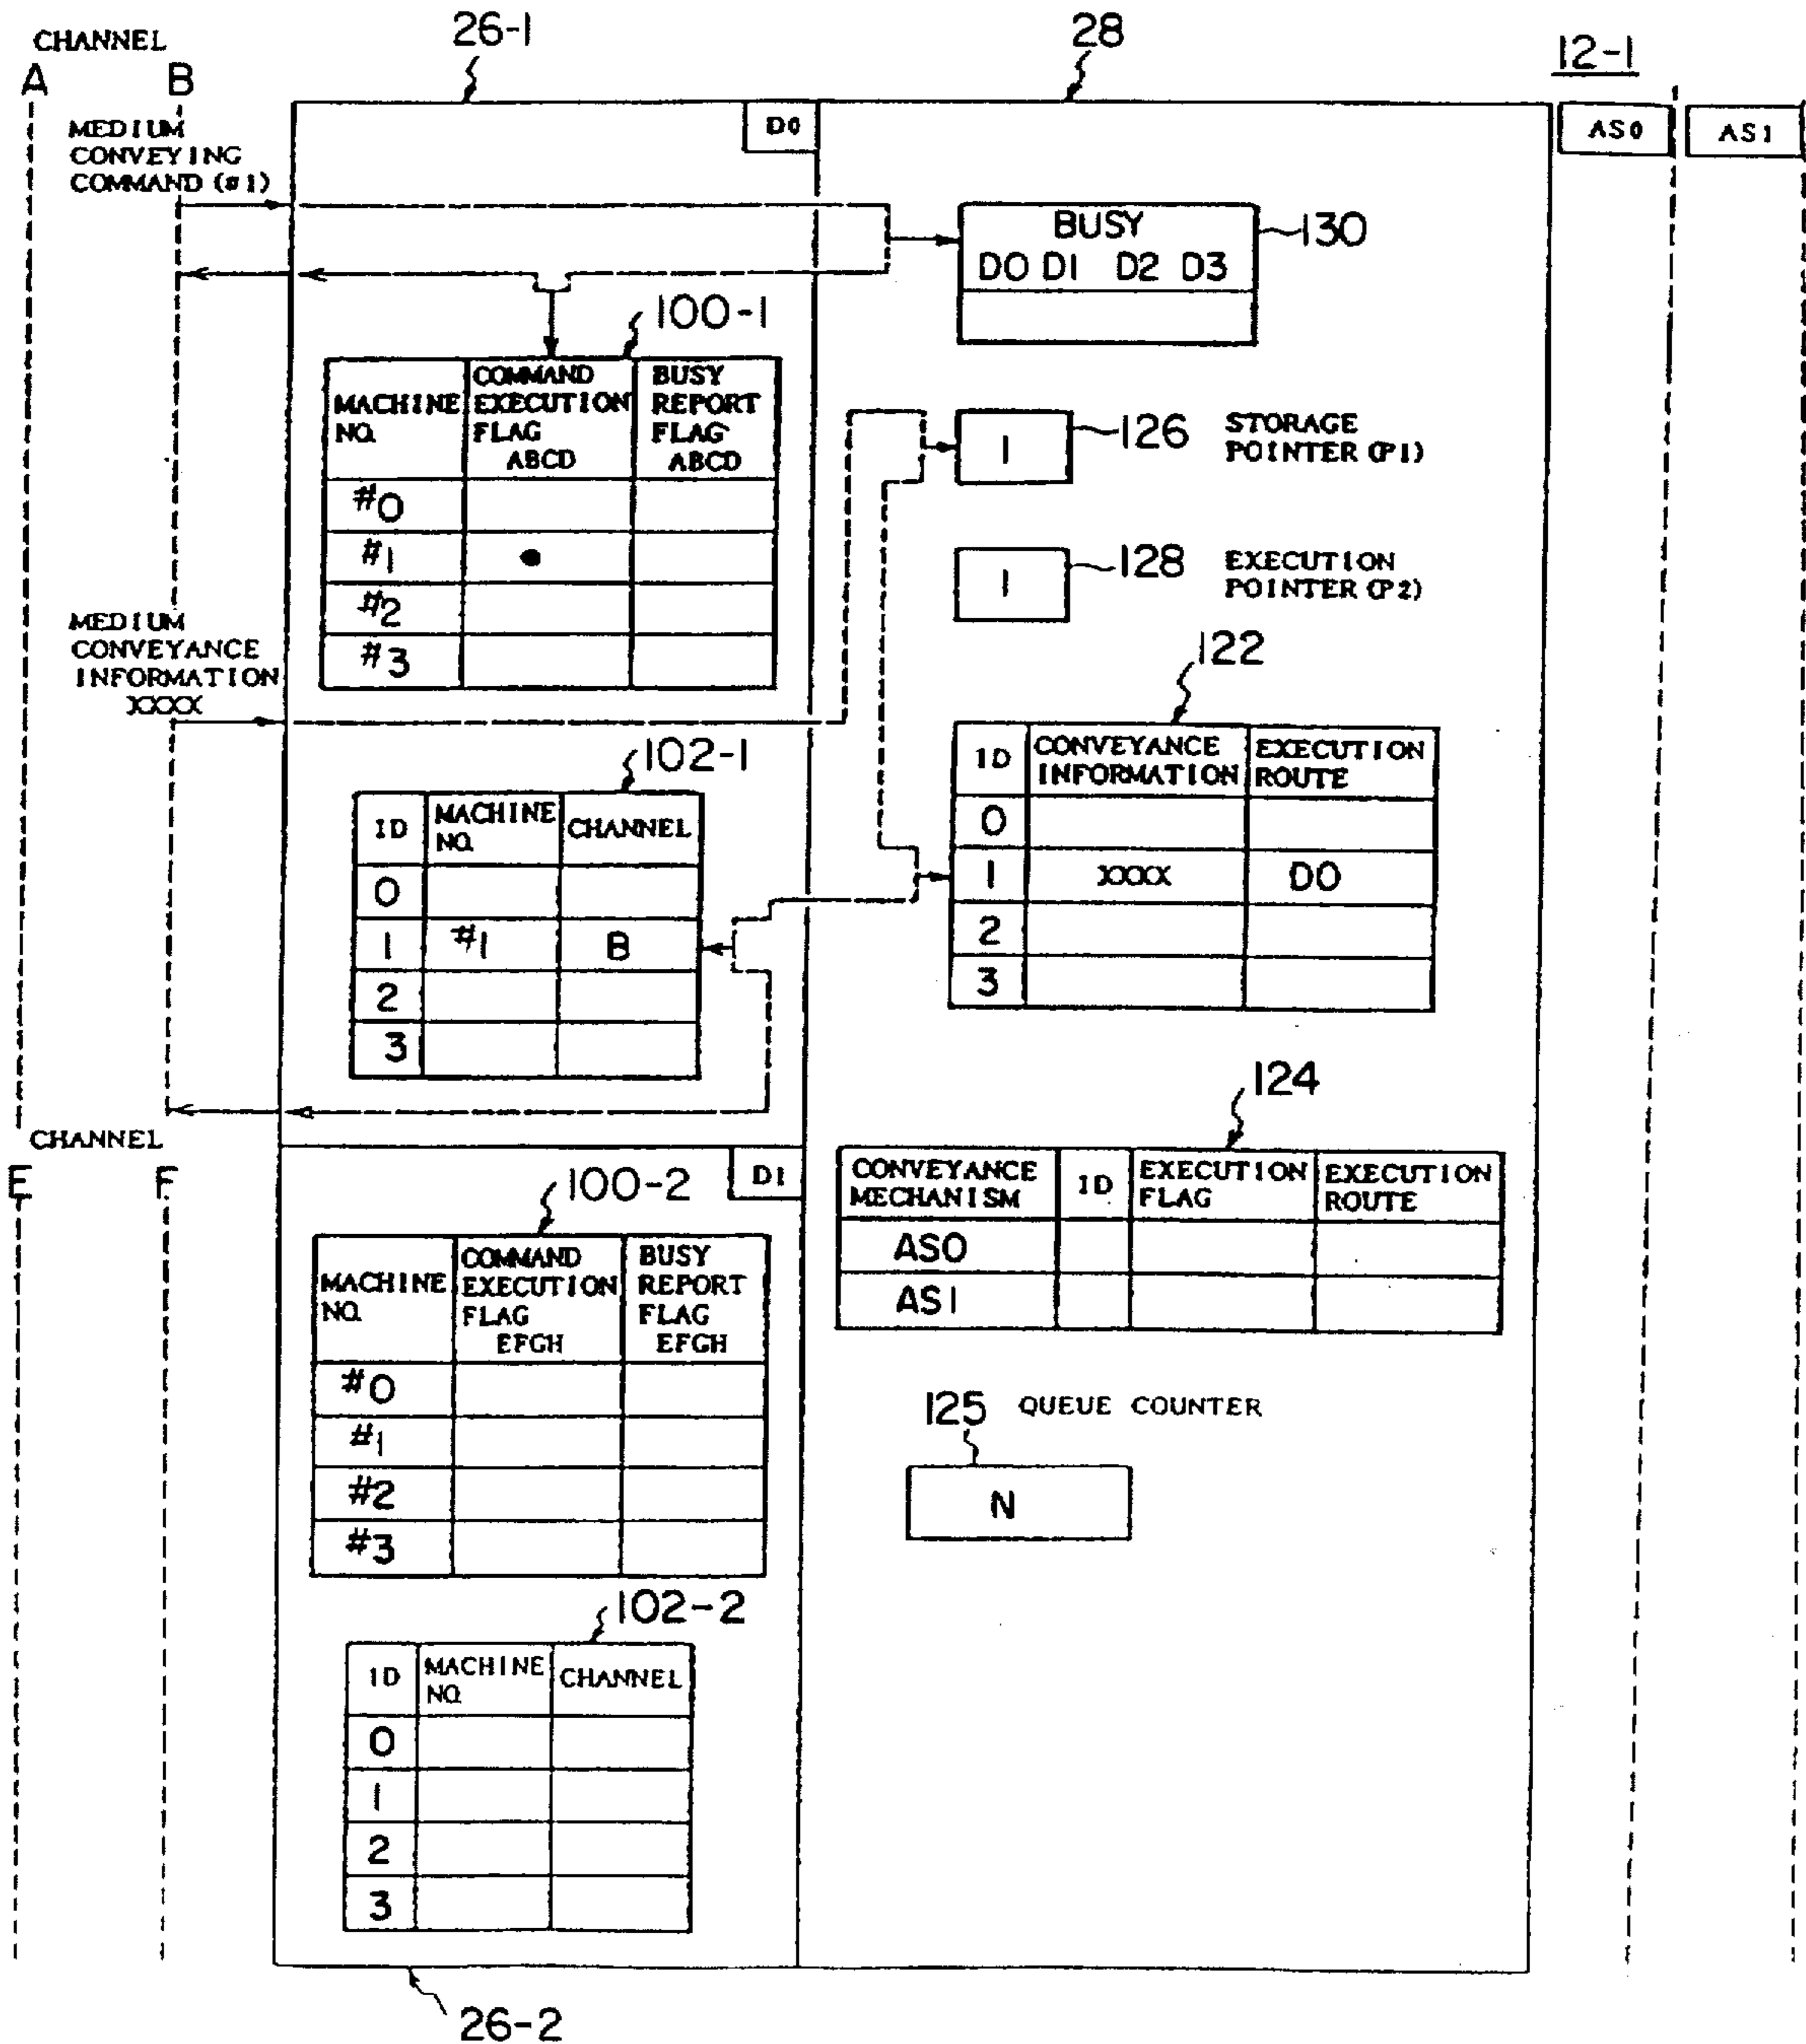 26-1
28
12-1
CHANNEL
A B
D0
AS0
AS1
MEDIUM
CONVEYING
COMMAND (#1)
BUSY
D0 D1 D2 D3
130
100-1
MACHINE NO.
COMMAND EXECUTION FLAG ABCD
BUSY REPORT FLAG ABCD
#0
#1 ●
#2
#3
1
126
STORAGE
POINTER (P1)
1
128
EXECUTION
POINTER (P2)
MEDIUM
CONVEYANCE
INFORMATION
XXXX
122
ID
CONVEYANCE INFORMATION
EXECUTION ROUTE
0
1 XXXX D0
2
3
102-1
ID
MACHINE NO.
CHANNEL
0
1 #1 B
2
3
124
CONVEYANCE MECHANISM
ID
EXECUTION FLAG
EXECUTION ROUTE
AS0
AS1
CHANNEL
E F
D1
100-2
MACHINE NO.
COMMAND EXECUTION FLAG EFGH
BUSY REPORT FLAG EFGH
#0
#1
#2
#3
125 QUEUE COUNTER
N
102-2
ID
MACHINE NO.
CHANNEL
0
1
2
3
26-2